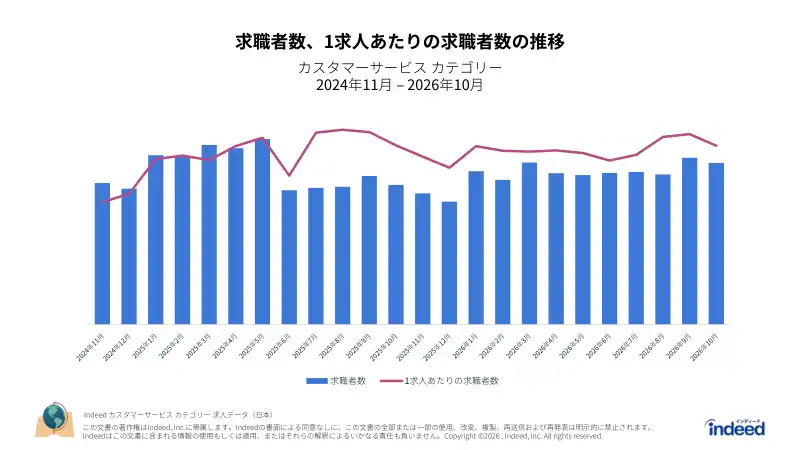 求職者数、1求人あたりの求職者数の推移
カスタマーサービス カテゴリー
2024年11月 – 2026年10月
2024年11月
2024年12月
2025年1月
2025年2月
2025年3月
2025年4月
2025年5月
2025年6月
2025年7月
2025年8月
2025年9月
2025年10月
2025年11月
2025年12月
2026年1月
2026年2月
2026年3月
2026年4月
2026年5月
2026年6月
2026年7月
2026年8月
2026年9月
2026年10月
求職者数
1求人あたりの求職者数
Indeed カスタマーサービス カテゴリー 求人データ（日本）
この文書の著作権はIndeed, Inc.に帰属します。Indeedの書面による同意なしに、この文書の全部または一部の使用、改変、複製、再送信および再発表は明示的に禁止されます。
Indeedはこの文書に含まれる情報の使用もしくは適用、またはそれらの解釈によるいかなる責任も負いません。Copyright ©2026 , Indeed, Inc. All rights reserved.
インディード
indeed